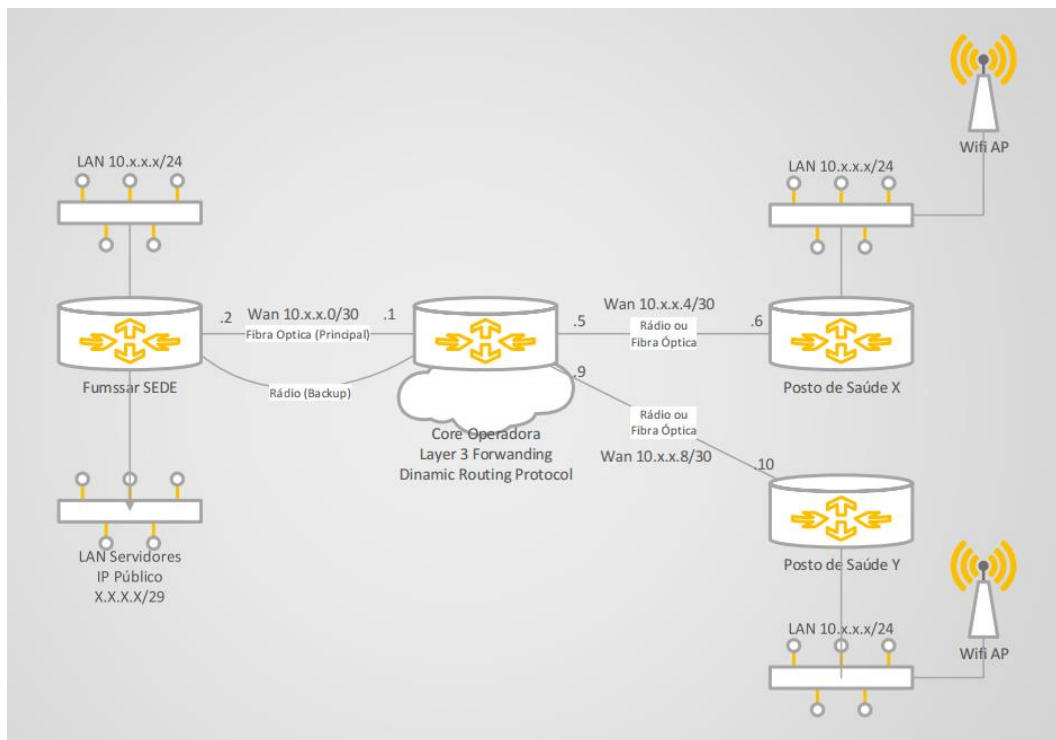 Wifi AP
LAN 10.x.x.x/24
LAN 10.x.x.x/24
.2
Wan 10.x.x.0/30
.1
Fibra Optica (Principal)
.5
Wan 10.x.x.4/30
.6
Rádio ou
Fibra Óptica
Fumssar SEDE
Rádio (Backup)
.9
Posto de Saúde X
Core Operadora
Layer 3 Forwanding
Dinamic Routing Protocol
Rádio ou
Fibra Óptica
Wan 10.x.x.8/30
.10
LAN Servidores
IP Público
X.X.X.X/29
Posto de Saúde Y
LAN 10.x.x.x/24
Wifi AP